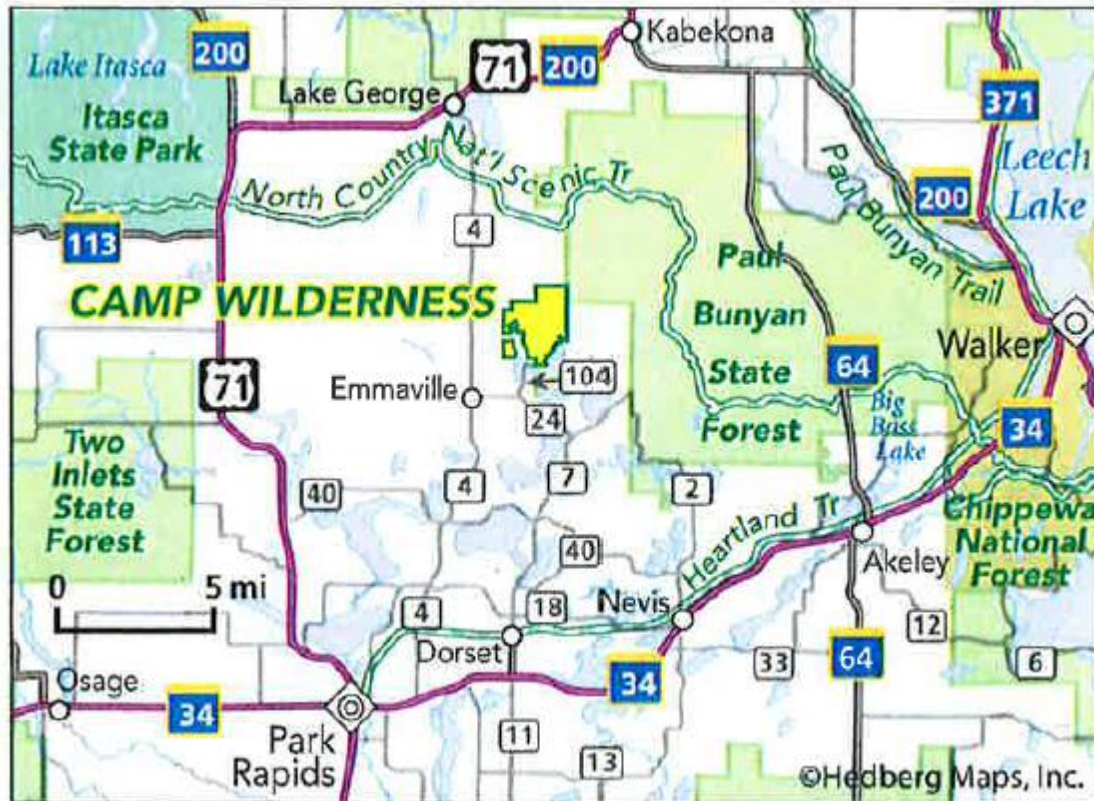 200
Lake Itasca
Itasca
State Park
113
Lake George
71
200
Kabekona
371
Leech
Lake
200
Paul Bunyan Trail
North Country Nat'l Scenic Tr
4
CAMP WILDERNESS
Paul
Bunyan
State
Forest
Walker
71
Emmaville
104
24
64
Big
Bass
Lake
34
Two
Inlets
State
Forest
40
4
7
2
40
Heartland Tr
Akeley
Chippewa
National
Forest
0 5 mi
4
18
Nevis
Dorset
12
33
64
6
Osage
34
34
Park
Rapids
11
13
©Hedberg Maps, Inc.